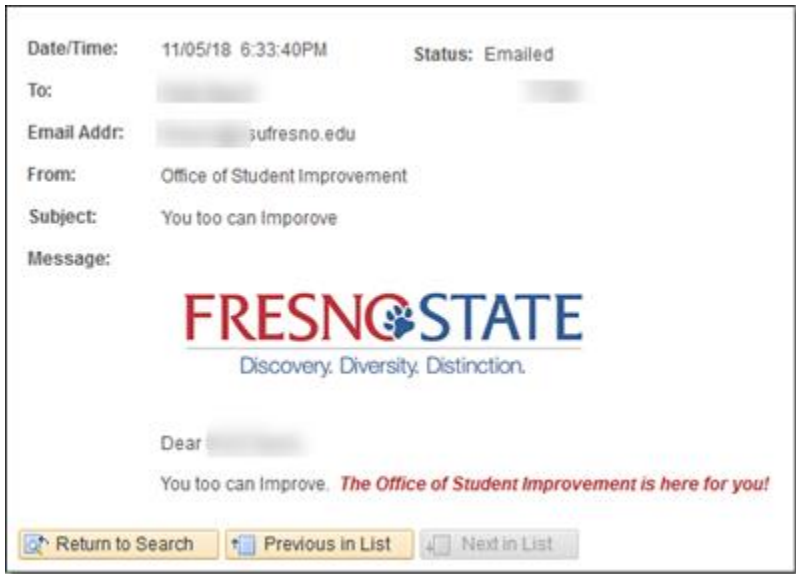 Date/Time: 11/05/18 6:33:40PM Status: Emailed
To:
Email Addr: sufresno.edu
From: Office of Student Improvement
Subject: You too can Imporove
Message:
FRESNO STATE
Discovery. Diversity. Distinction.
Dear
You too can Improve. The Office of Student Improvement is here for you!
Return to Search Previous in List Next in List